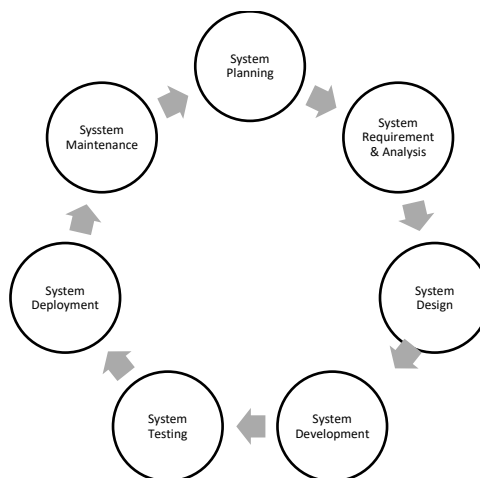 System
Planning
System
Requirement
& Analysis
System
Design
System
Development
System
Testing
System
Deployment
Sysstem
Maintenance